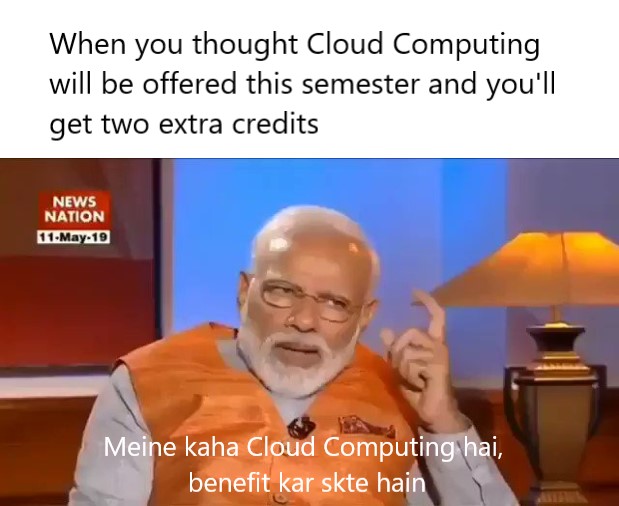 When you thought Cloud Computing
will be offered this semester and you'll
get two extra credits
NEWS
NATION
11-May-19
Meine kaha Cloud Computing hai,
benefit kar skte hain